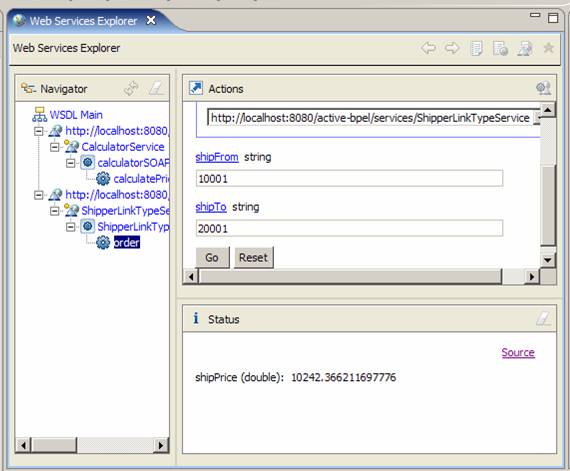 Web Services Explorer
Web Services Explorer
Navigator
WSDL Main
http://localhost:8080,
CalculatorService
calculatorSOAP
calculatePri
http://localhost:8080,
ShipperLinkTypeSe
ShipperLinkTyp
order
Actions
http://localhost:8080/active-bpel/services/ShipperLinkTypeService
shipFrom string
10001
shipTo string
20001
Go Reset
i Status
Source
shipPrice (double): 10242.366211697776